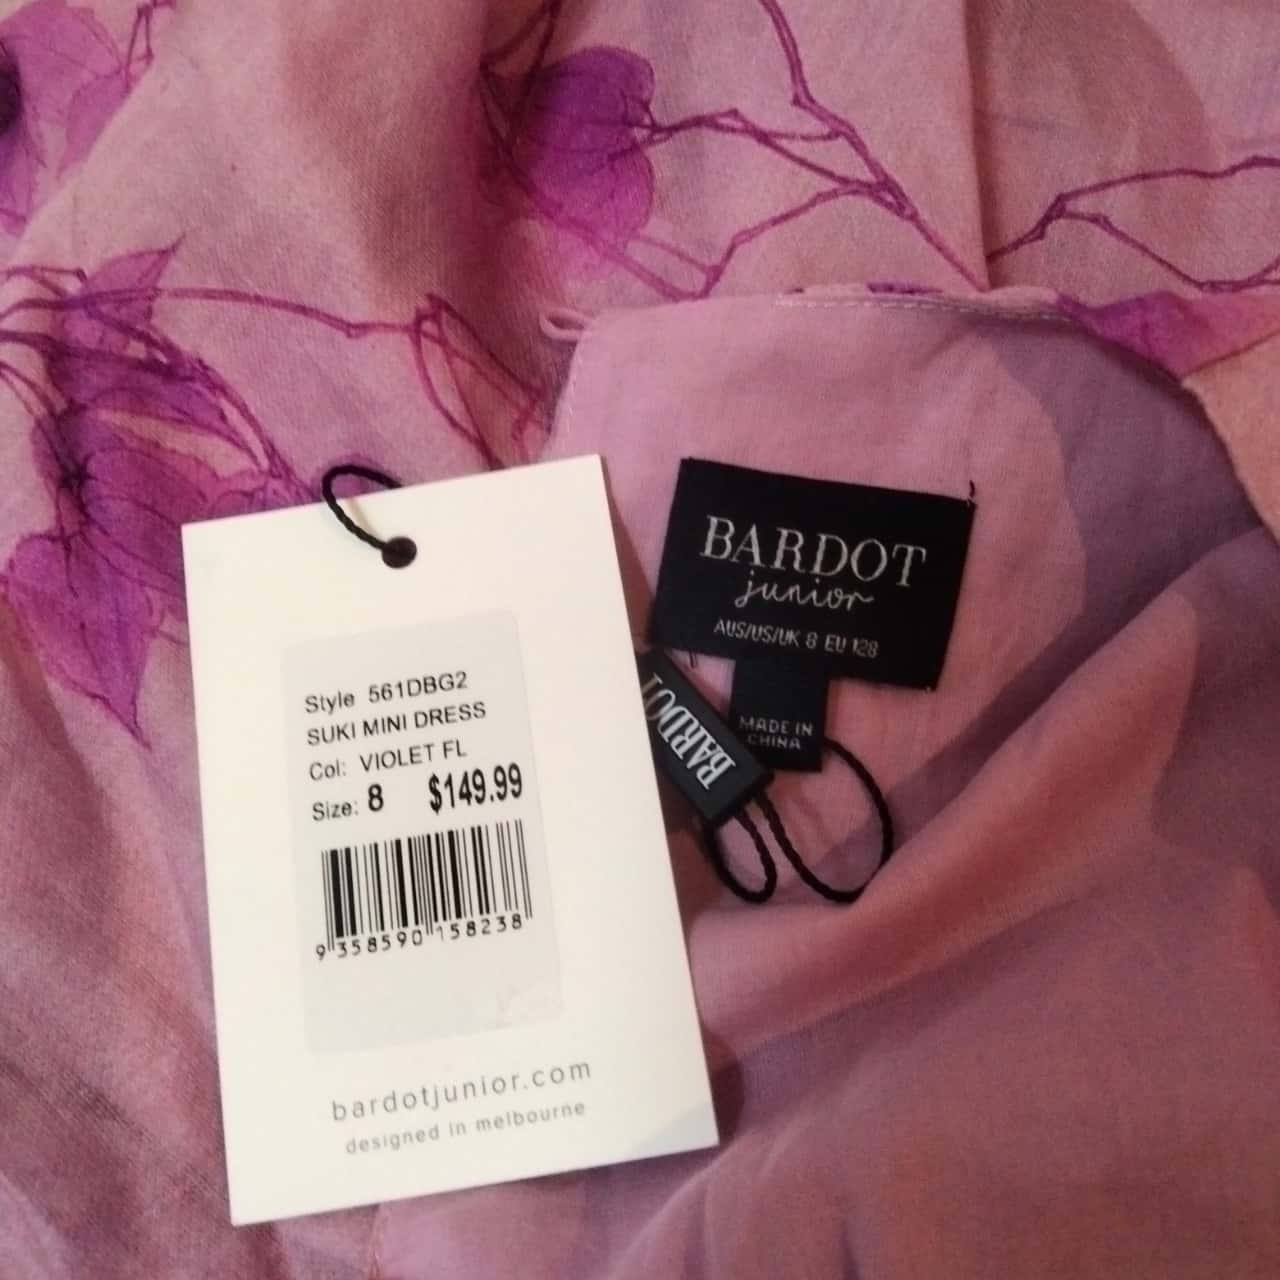 Style 561DBG2
SUKI MINI DRESS
Col: VIOLET FL
Size: 8 $149.99
9 358590 158238
bardotjunior.com
designed in melbourne
BARDOT
junior
AUS/US/UK 8 EU 128
MADE IN
CHINA
BARDOT